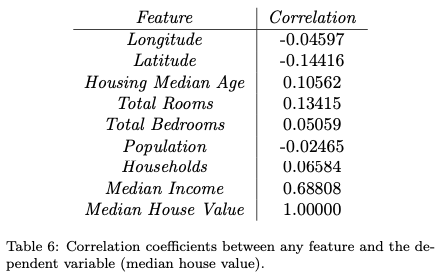 Feature Correlation
Longitude -0.04597
Latitude -0.14416
Housing Median Age 0.10562
Total Rooms 0.13415
Total Bedrooms 0.05059
Population -0.02465
Households 0.06584
Median Income 0.68808
Median House Value 1.00000
Table 6: Correlation coefficients between any feature and the de-
pendent variable (median house value).